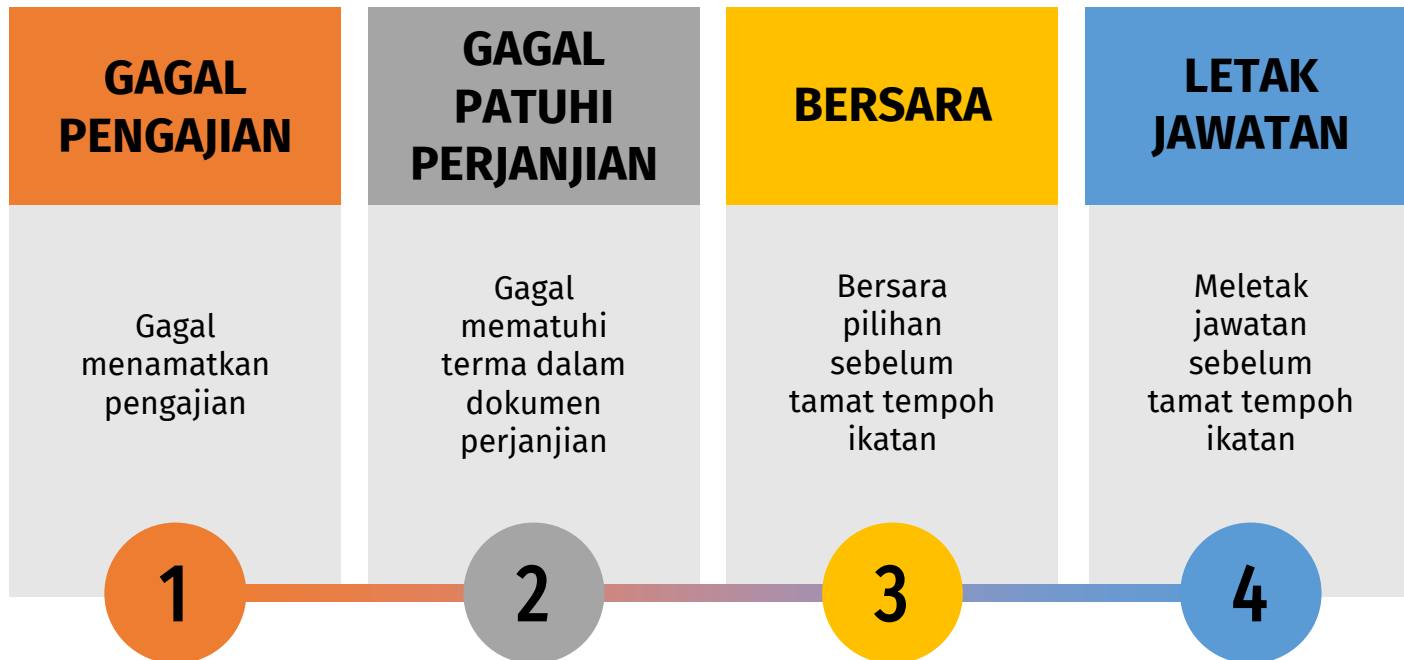 GAGAL
PENGAJIAN
Gagal
menamatkan
pengajian
1
GAGAL
PATUHI
PERJANJIAN
Gagal
mematuhi
terma dalam
dokumen
perjanjian
2
BERSARA
Bersara
pilihan
sebelum
tamat tempoh
ikatan
3
LETAK
JAWATAN
Meletak
jawatan
sebelum
tamat tempoh
ikatan
4